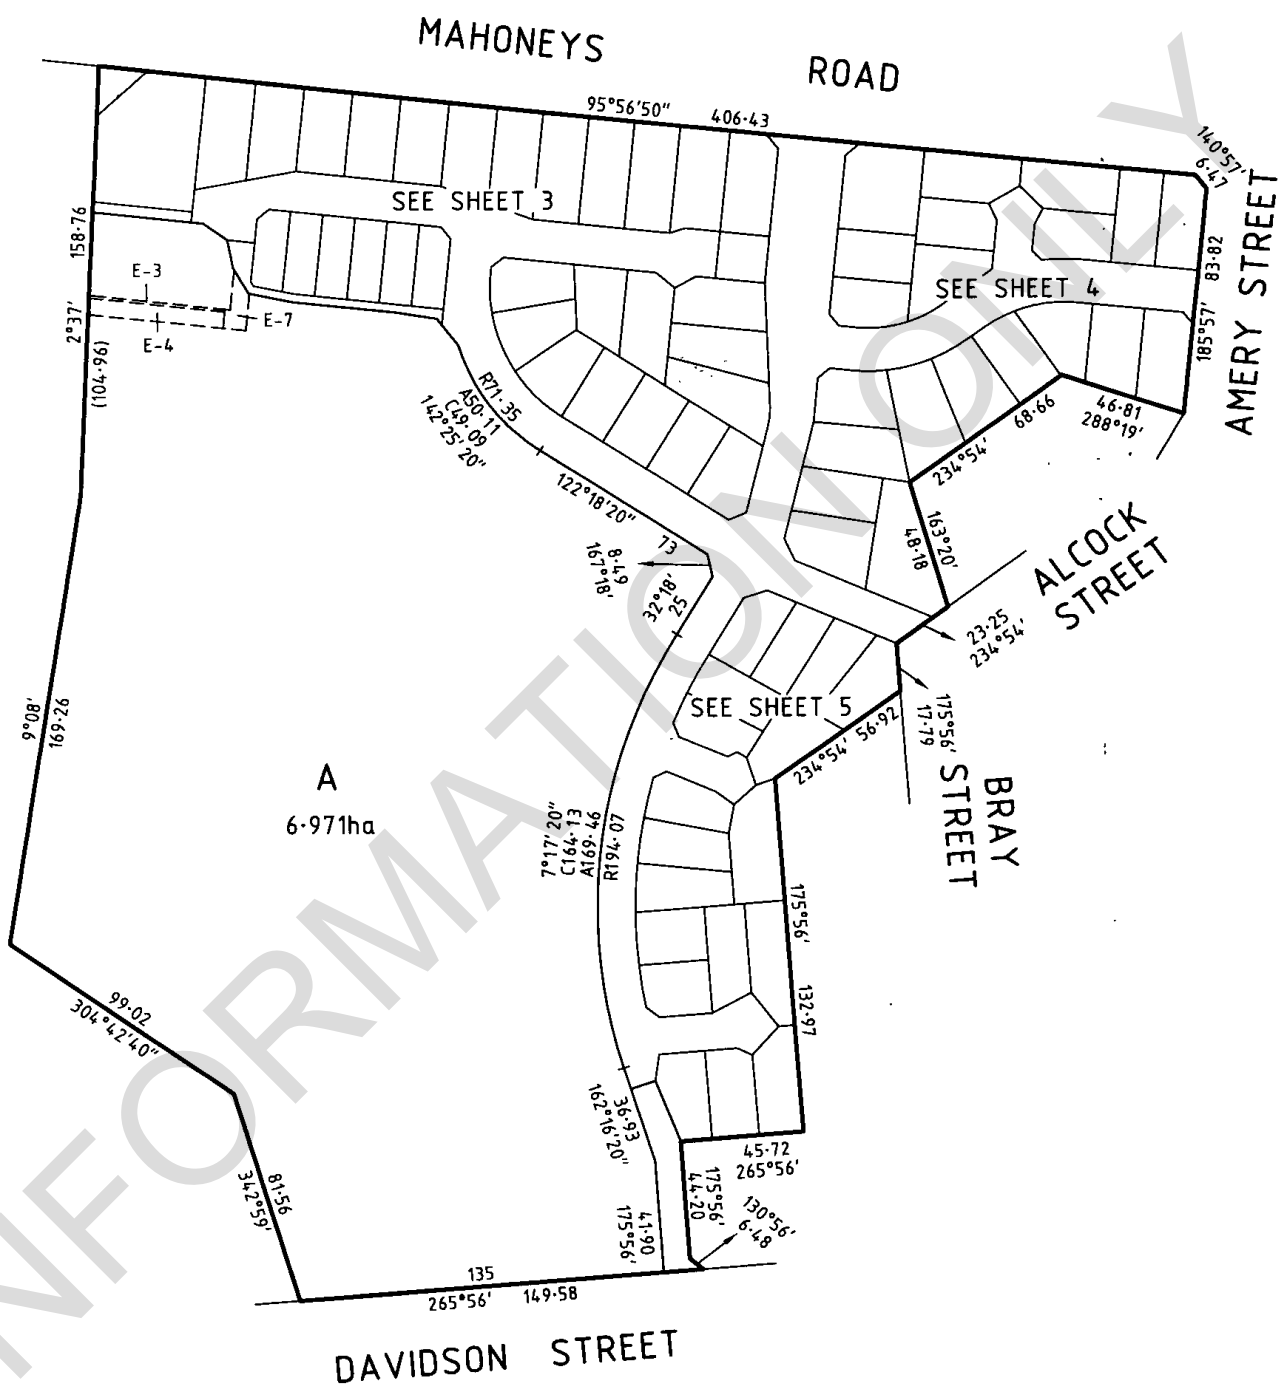 MAHONEYS ROAD
95°56'50" 406·43
140°57'
6·47
AMERY STREET
83·82
185°57'
SEE SHEET 3
SEE SHEET 4
158·76
2°37'
(104·96)
E-3
E-7
E-4
R71·35
A50·11
C49·09
142°25'20"
122°18'20"
73
8·49
167°18'
32°18'
25
46·81
288°19'
68·66
234°54'
163°20'
48·18
ALCOCK
STREET
23·25
234°54'
175°56'
17·79
BRAY
STREET
SEE SHEET 5
234°54' 56·92
9°08'
169·26
A
6·971ha
7°17'20"
C164·13
A169·46
R194·07
175°56'
132·97
99·02
304°42'40"
36·93
162°16'20"
45·72
265°56'
175°56'
44·20
130°56'
6·48
41·90
175°56'
81·56
342°59'
135
265°56' 149·58
DAVIDSON STREET
INFORMATION ONLY